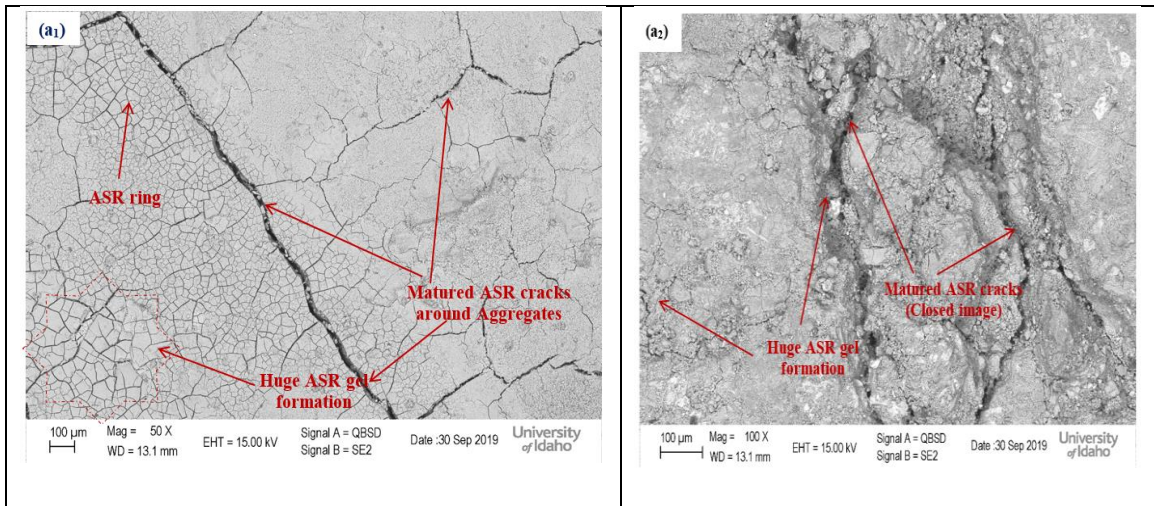 (a1)
ASR ring
Matured ASR cracks
around Aggregates
Huge ASR gel
formation
100 µm
Mag = 50 X
WD = 13.1 mm
EHT = 15.00 kV
Signal A = QBSD
Signal B = SE2
Date :30 Sep 2019
University
of Idaho
(a2)
Matured ASR cracks
(Closed image)
Huge ASR gel
formation
100 µm
Mag = 100 X
WD = 13.1 mm
EHT = 15.00 kV
Signal A = QBSD
Signal B = SE2
Date :30 Sep 2019
University
of Idaho